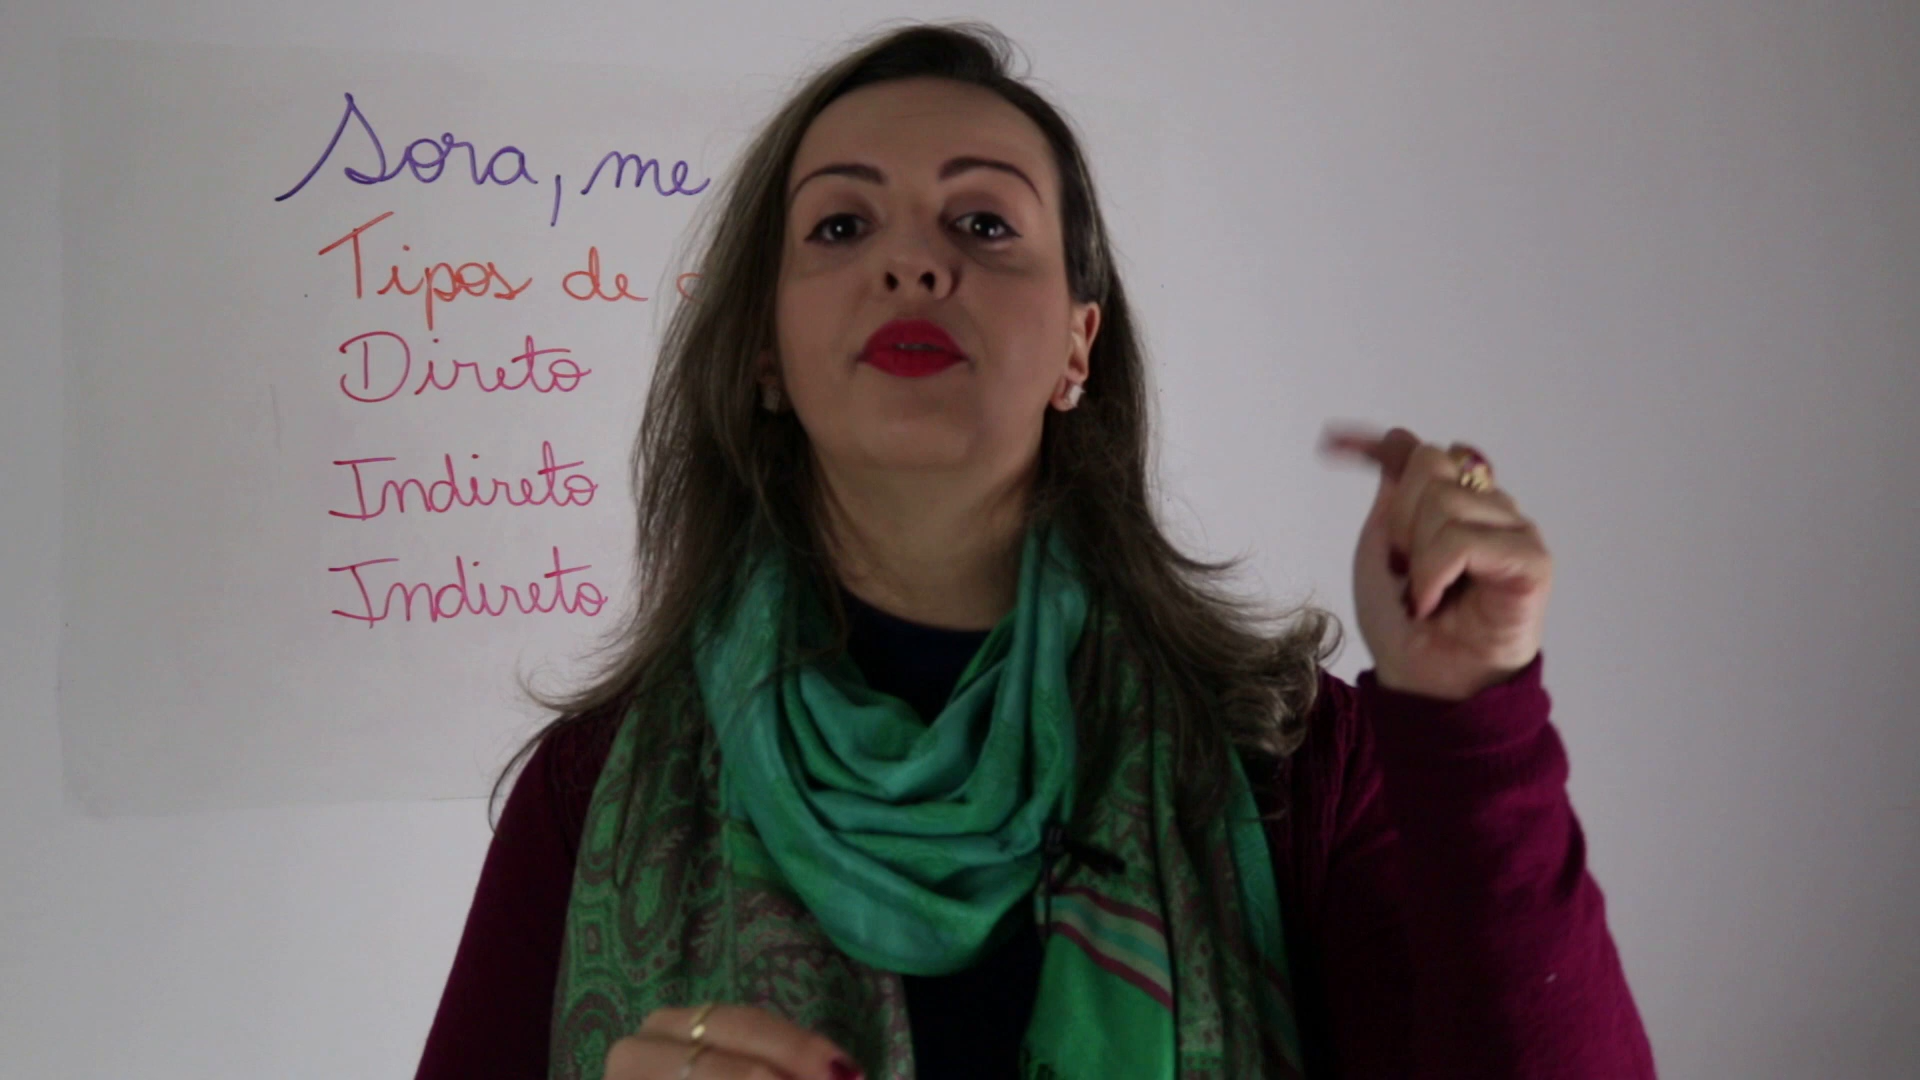 Sora, me
Tipos de
Direto
Indireto
Indireto